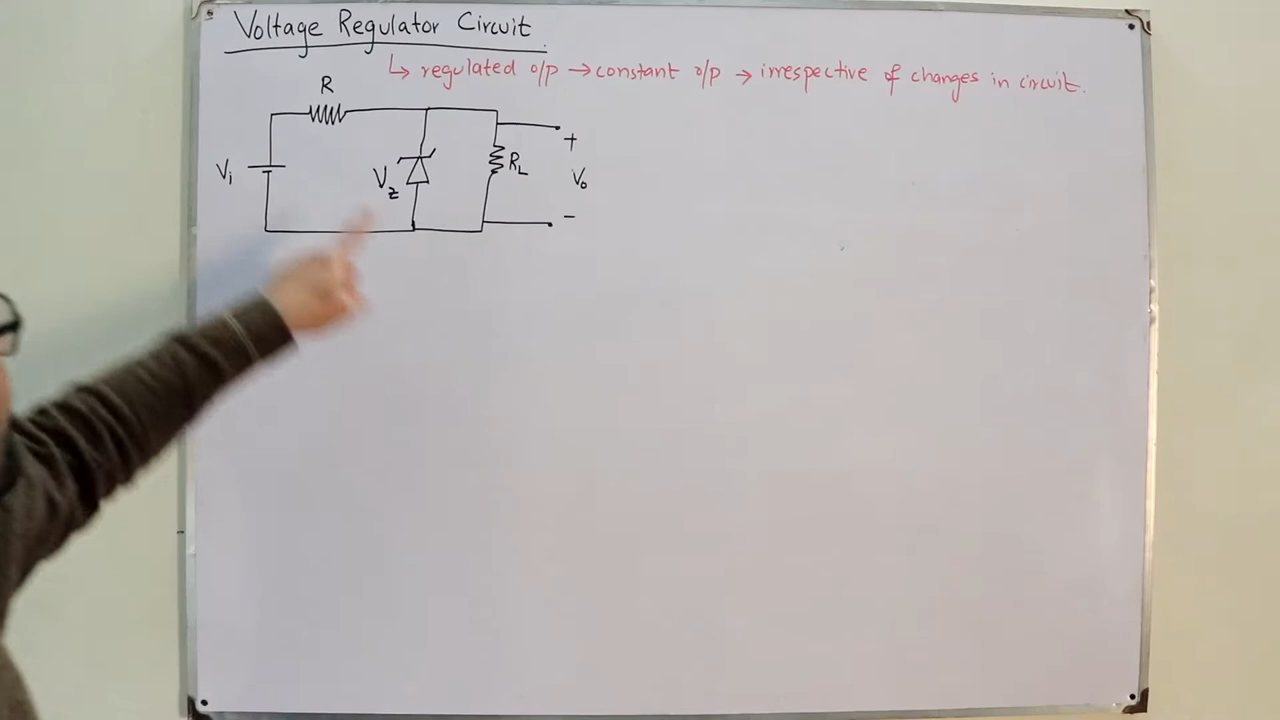 Voltage Regulator Circuit
↳ regulated o/p → constant o/p → irrespective of changes in circuit.
R
Vi
Vz
RL
+
Vo
-